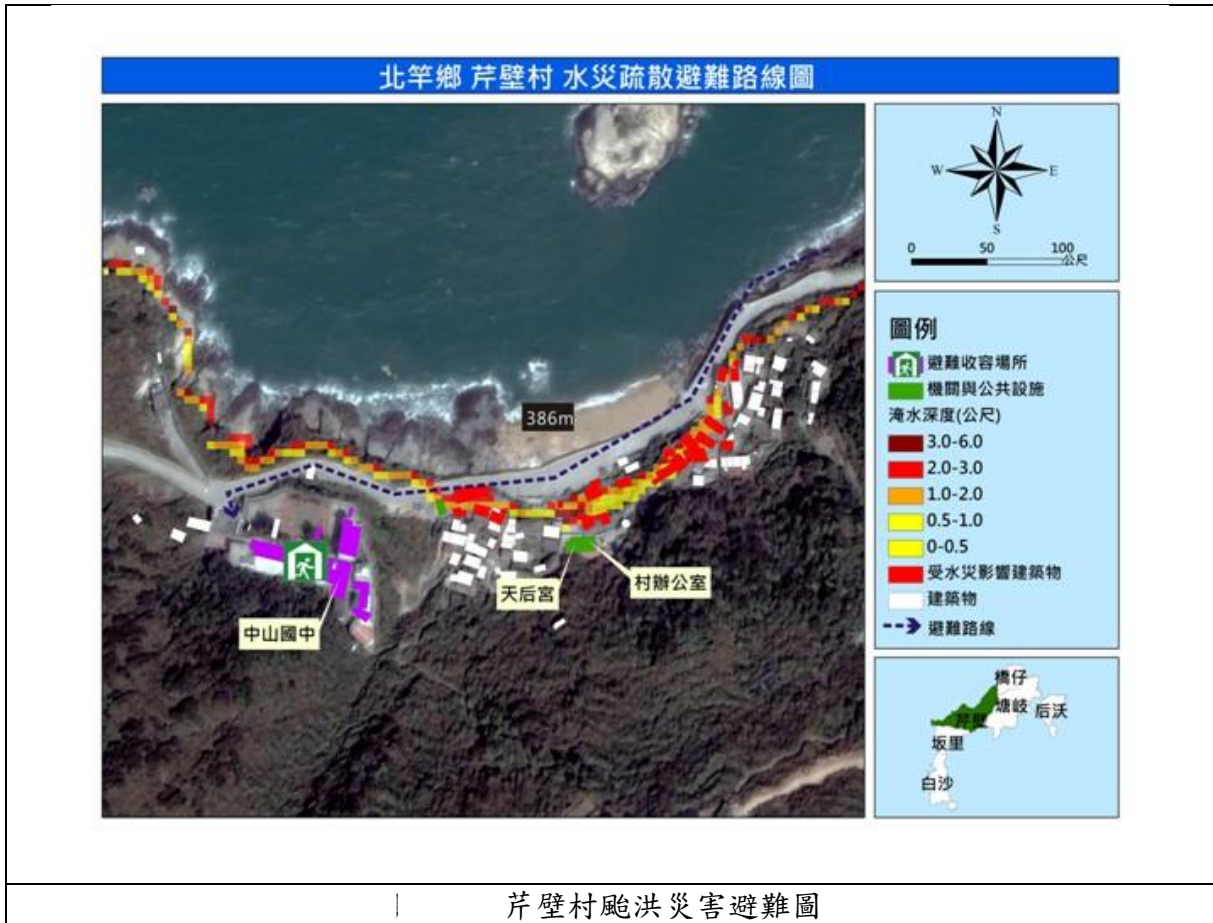 北竿鄉 芹壁村 水災疏散避難路線圖
N
W
E
S
0 50 100
公尺
386m
天后宮
村辦公室
中山國中
圖例
避難收容場所
機關與公共設施
淹水深度(公尺)
3.0-6.0
2.0-3.0
1.0-2.0
0.5-1.0
0-0.5
受水災影響建築物
建築物
避難路線
橋仔
塘岐
后沃
芹壁
坂里
白沙
芹壁村颱洪災害避難圖